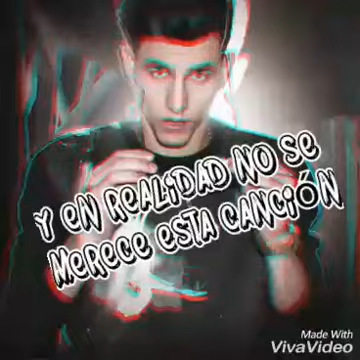 Y EN REALIDAD NO SE
MERECE ESTA CANCIÓN
Made With
VivaVideo